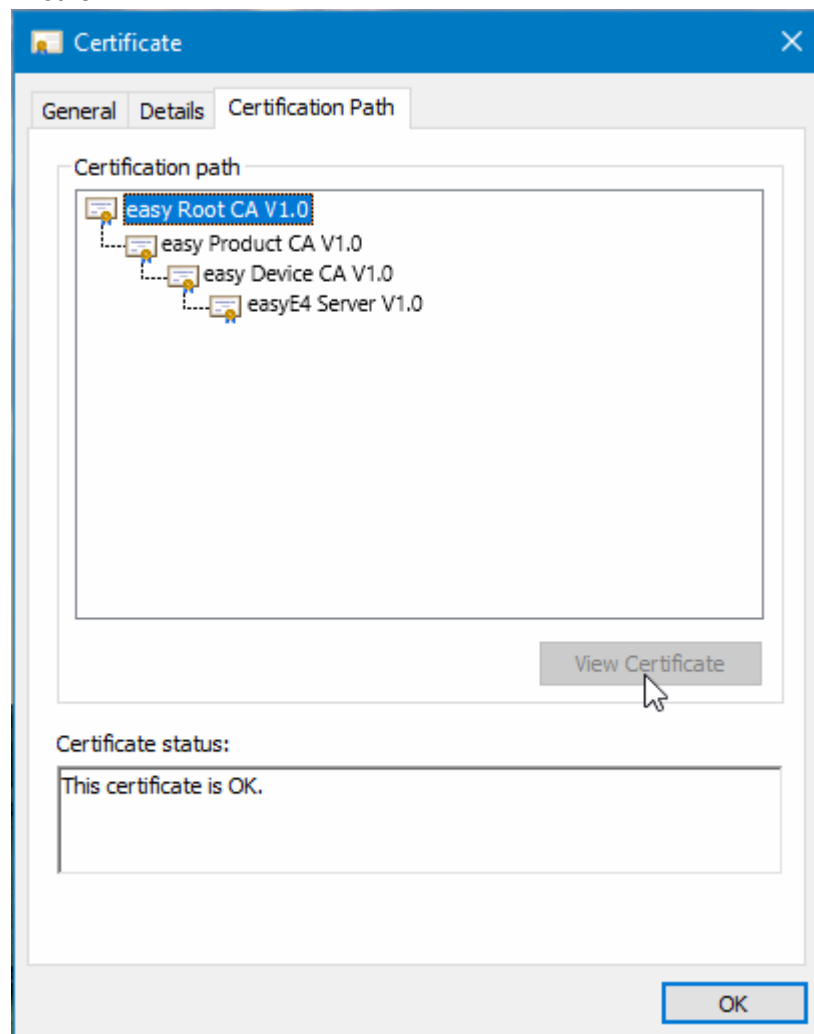 Certificate
General Details Certification Path
Certification path
easy Root CA V1.0
easy Product CA V1.0
easy Device CA V1.0
easyE4 Server V1.0
View Certificate
Certificate status:
This certificate is OK.
OK